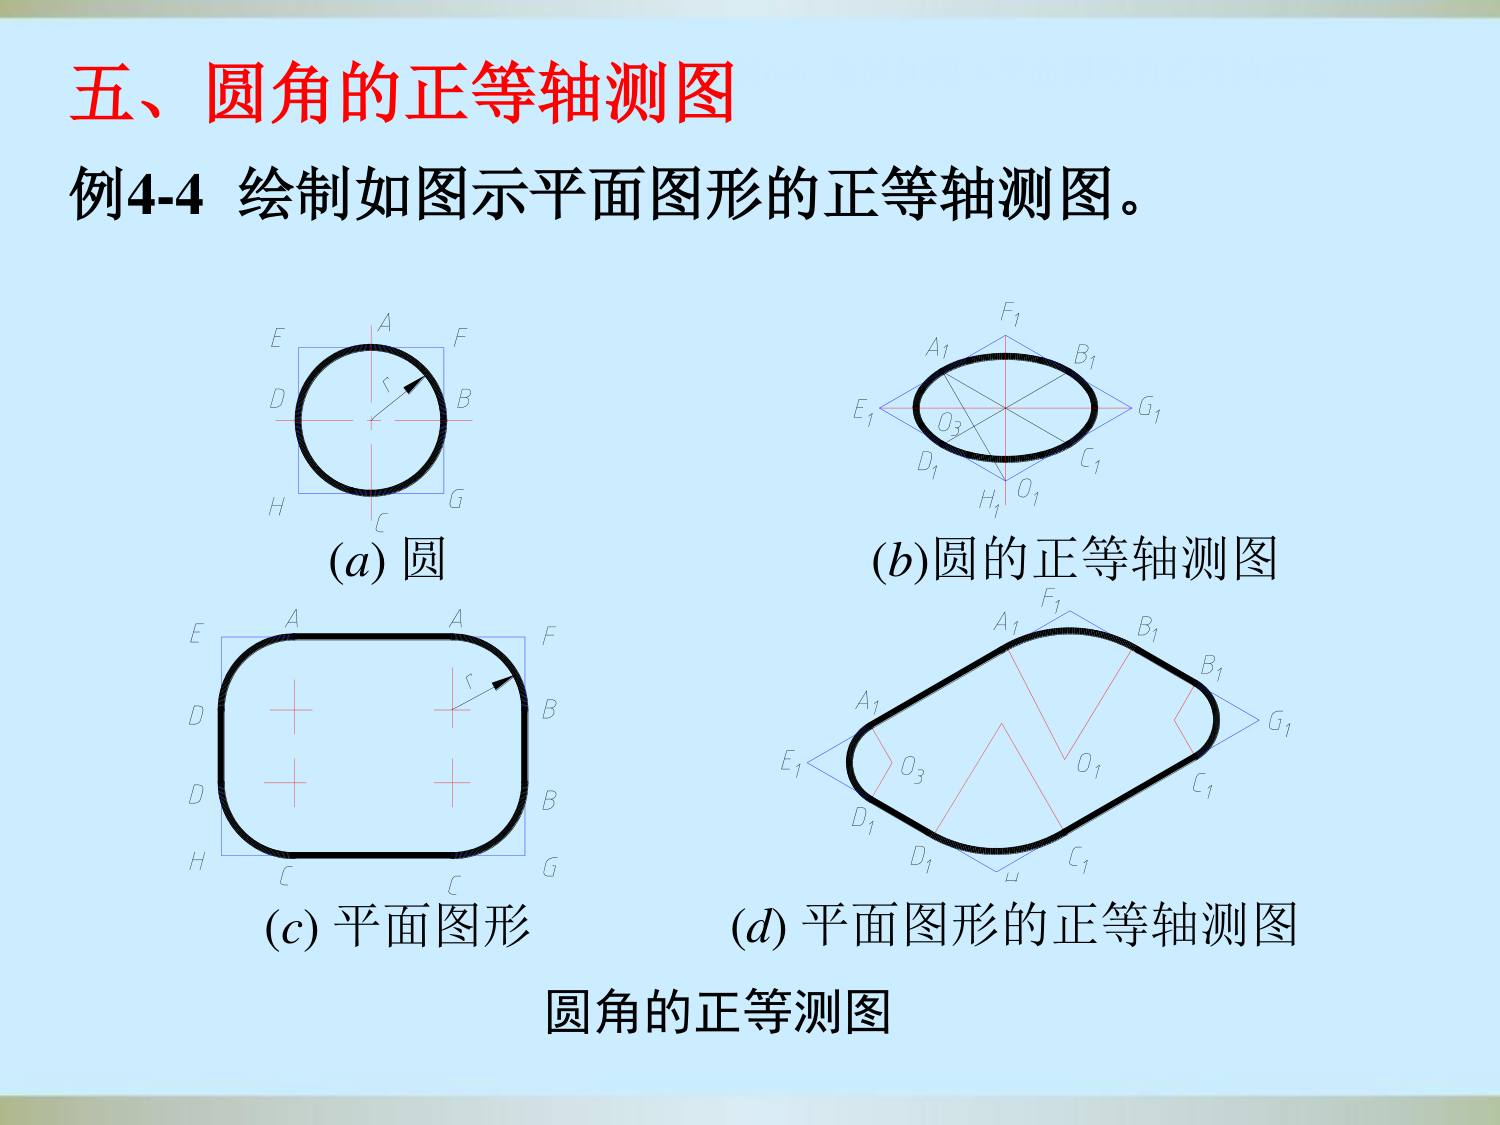 五、圆角的正等轴测图
例4-4 绘制如图示平面图形的正等轴测图。
A
E F
r
D B
H G
C
F1
A1 B1
E1 G1
O3
D1 C1
H1 O1
(a) 圆
(b)圆的正等轴测图
E A A F
r
D B
D B
H C C G
F1
A1 B1
B1
A1
G1
E1 O3 O1
C1
D1
D1 C1
H
(c) 平面图形
(d) 平面图形的正等轴测图
圆角的正等测图